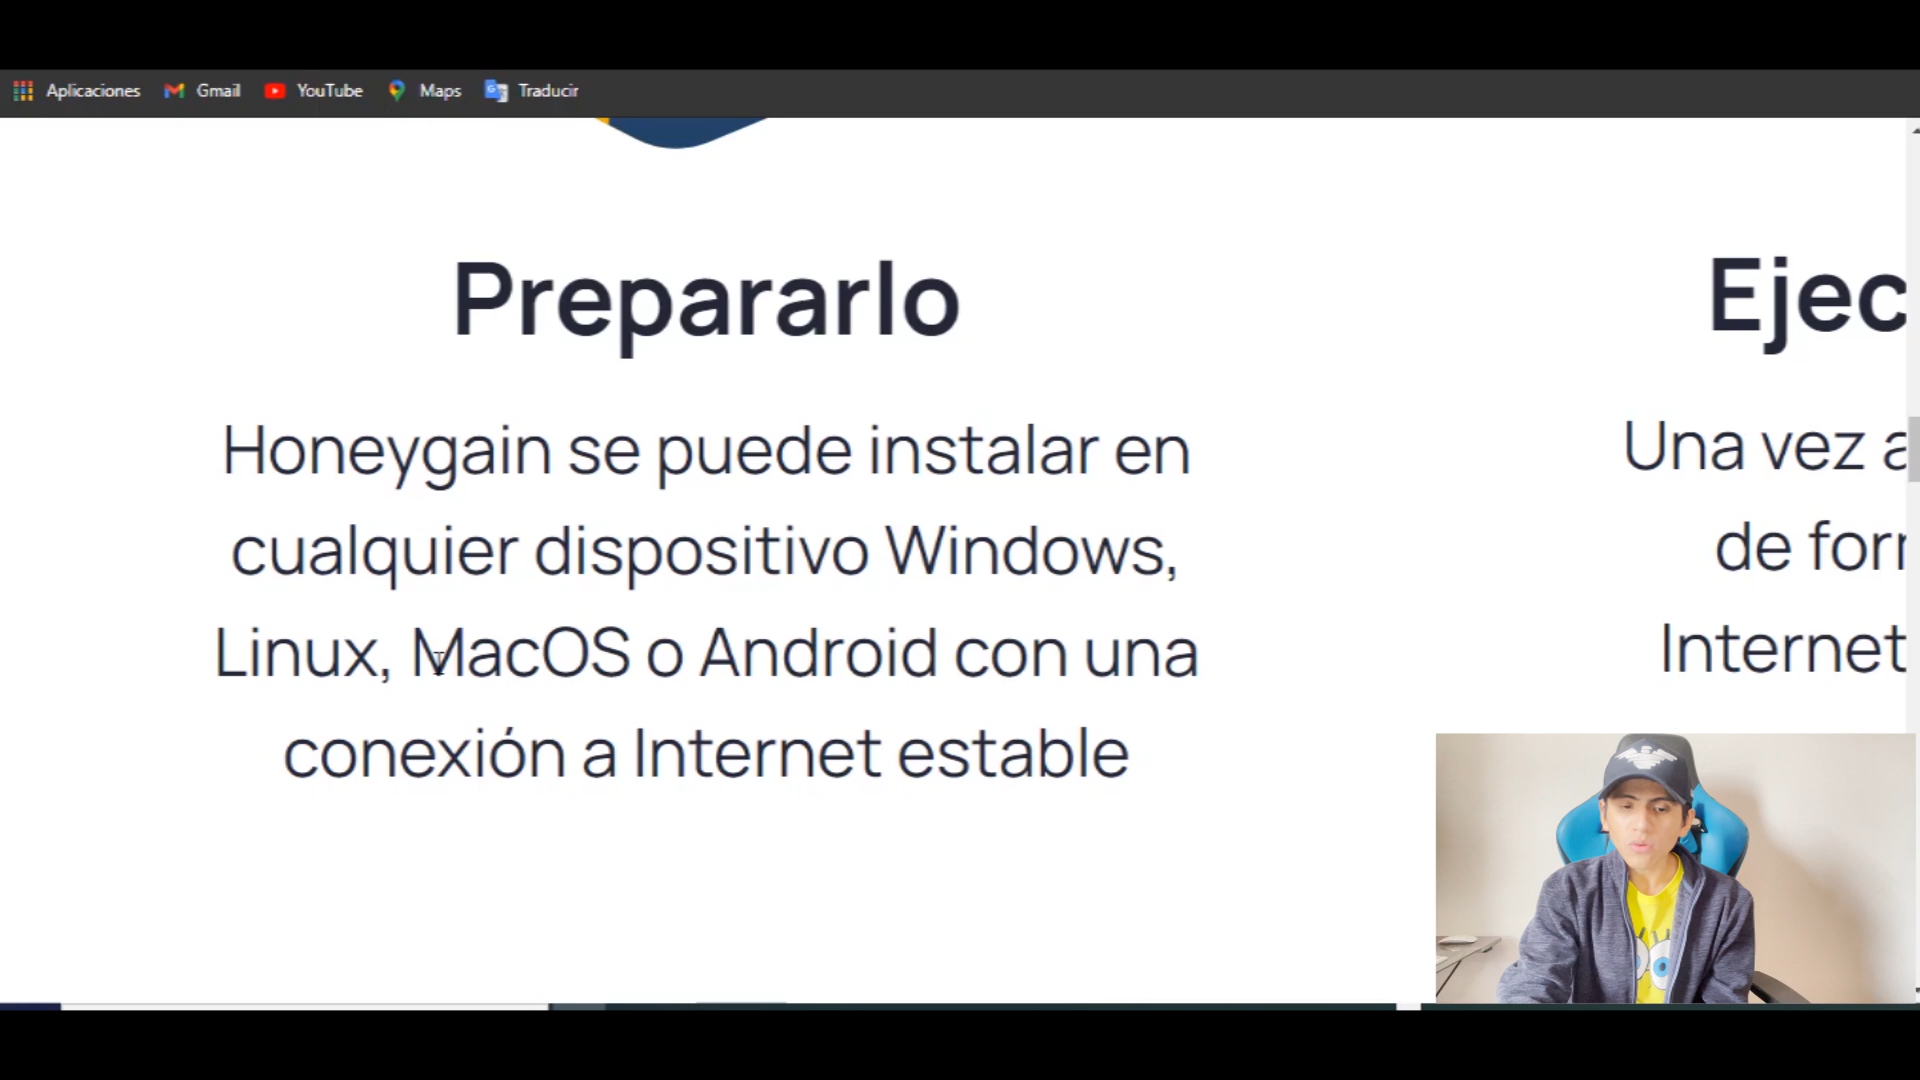 Aplicaciones Gmail YouTube Maps Traducir
Prepararlo
Honeygain se puede instalar en
cualquier dispositivo Windows,
Linux, MacOS o Android con una
conexión a Internet estable
Ejec
Una vez a
de for
Internet